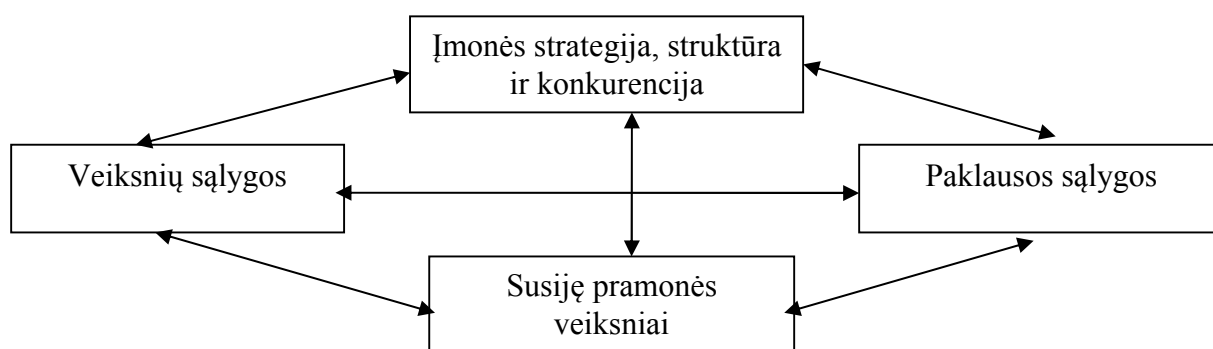 Įmonės strategija, struktūra
ir konkurencija
Veiksnių sąlygos
Paklausos sąlygos
Susiję pramonės
veiksniai